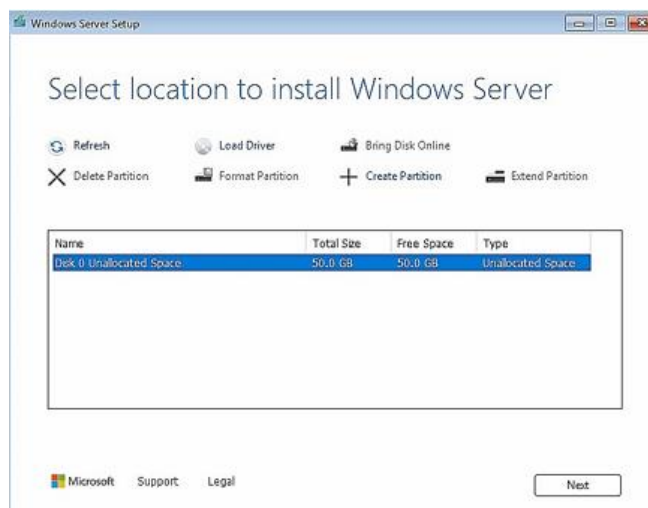 Windows Server Setup
Select location to install Windows Server
Refresh Load Driver Bring Disk Online
Delete Partition Format Partition Create Partition Extend Partition
Name Total Size Free Space Type
Disk 0 Unallocated Space 50.0 GB 50.0 GB Unallocated Space
Microsoft Support Legal Next